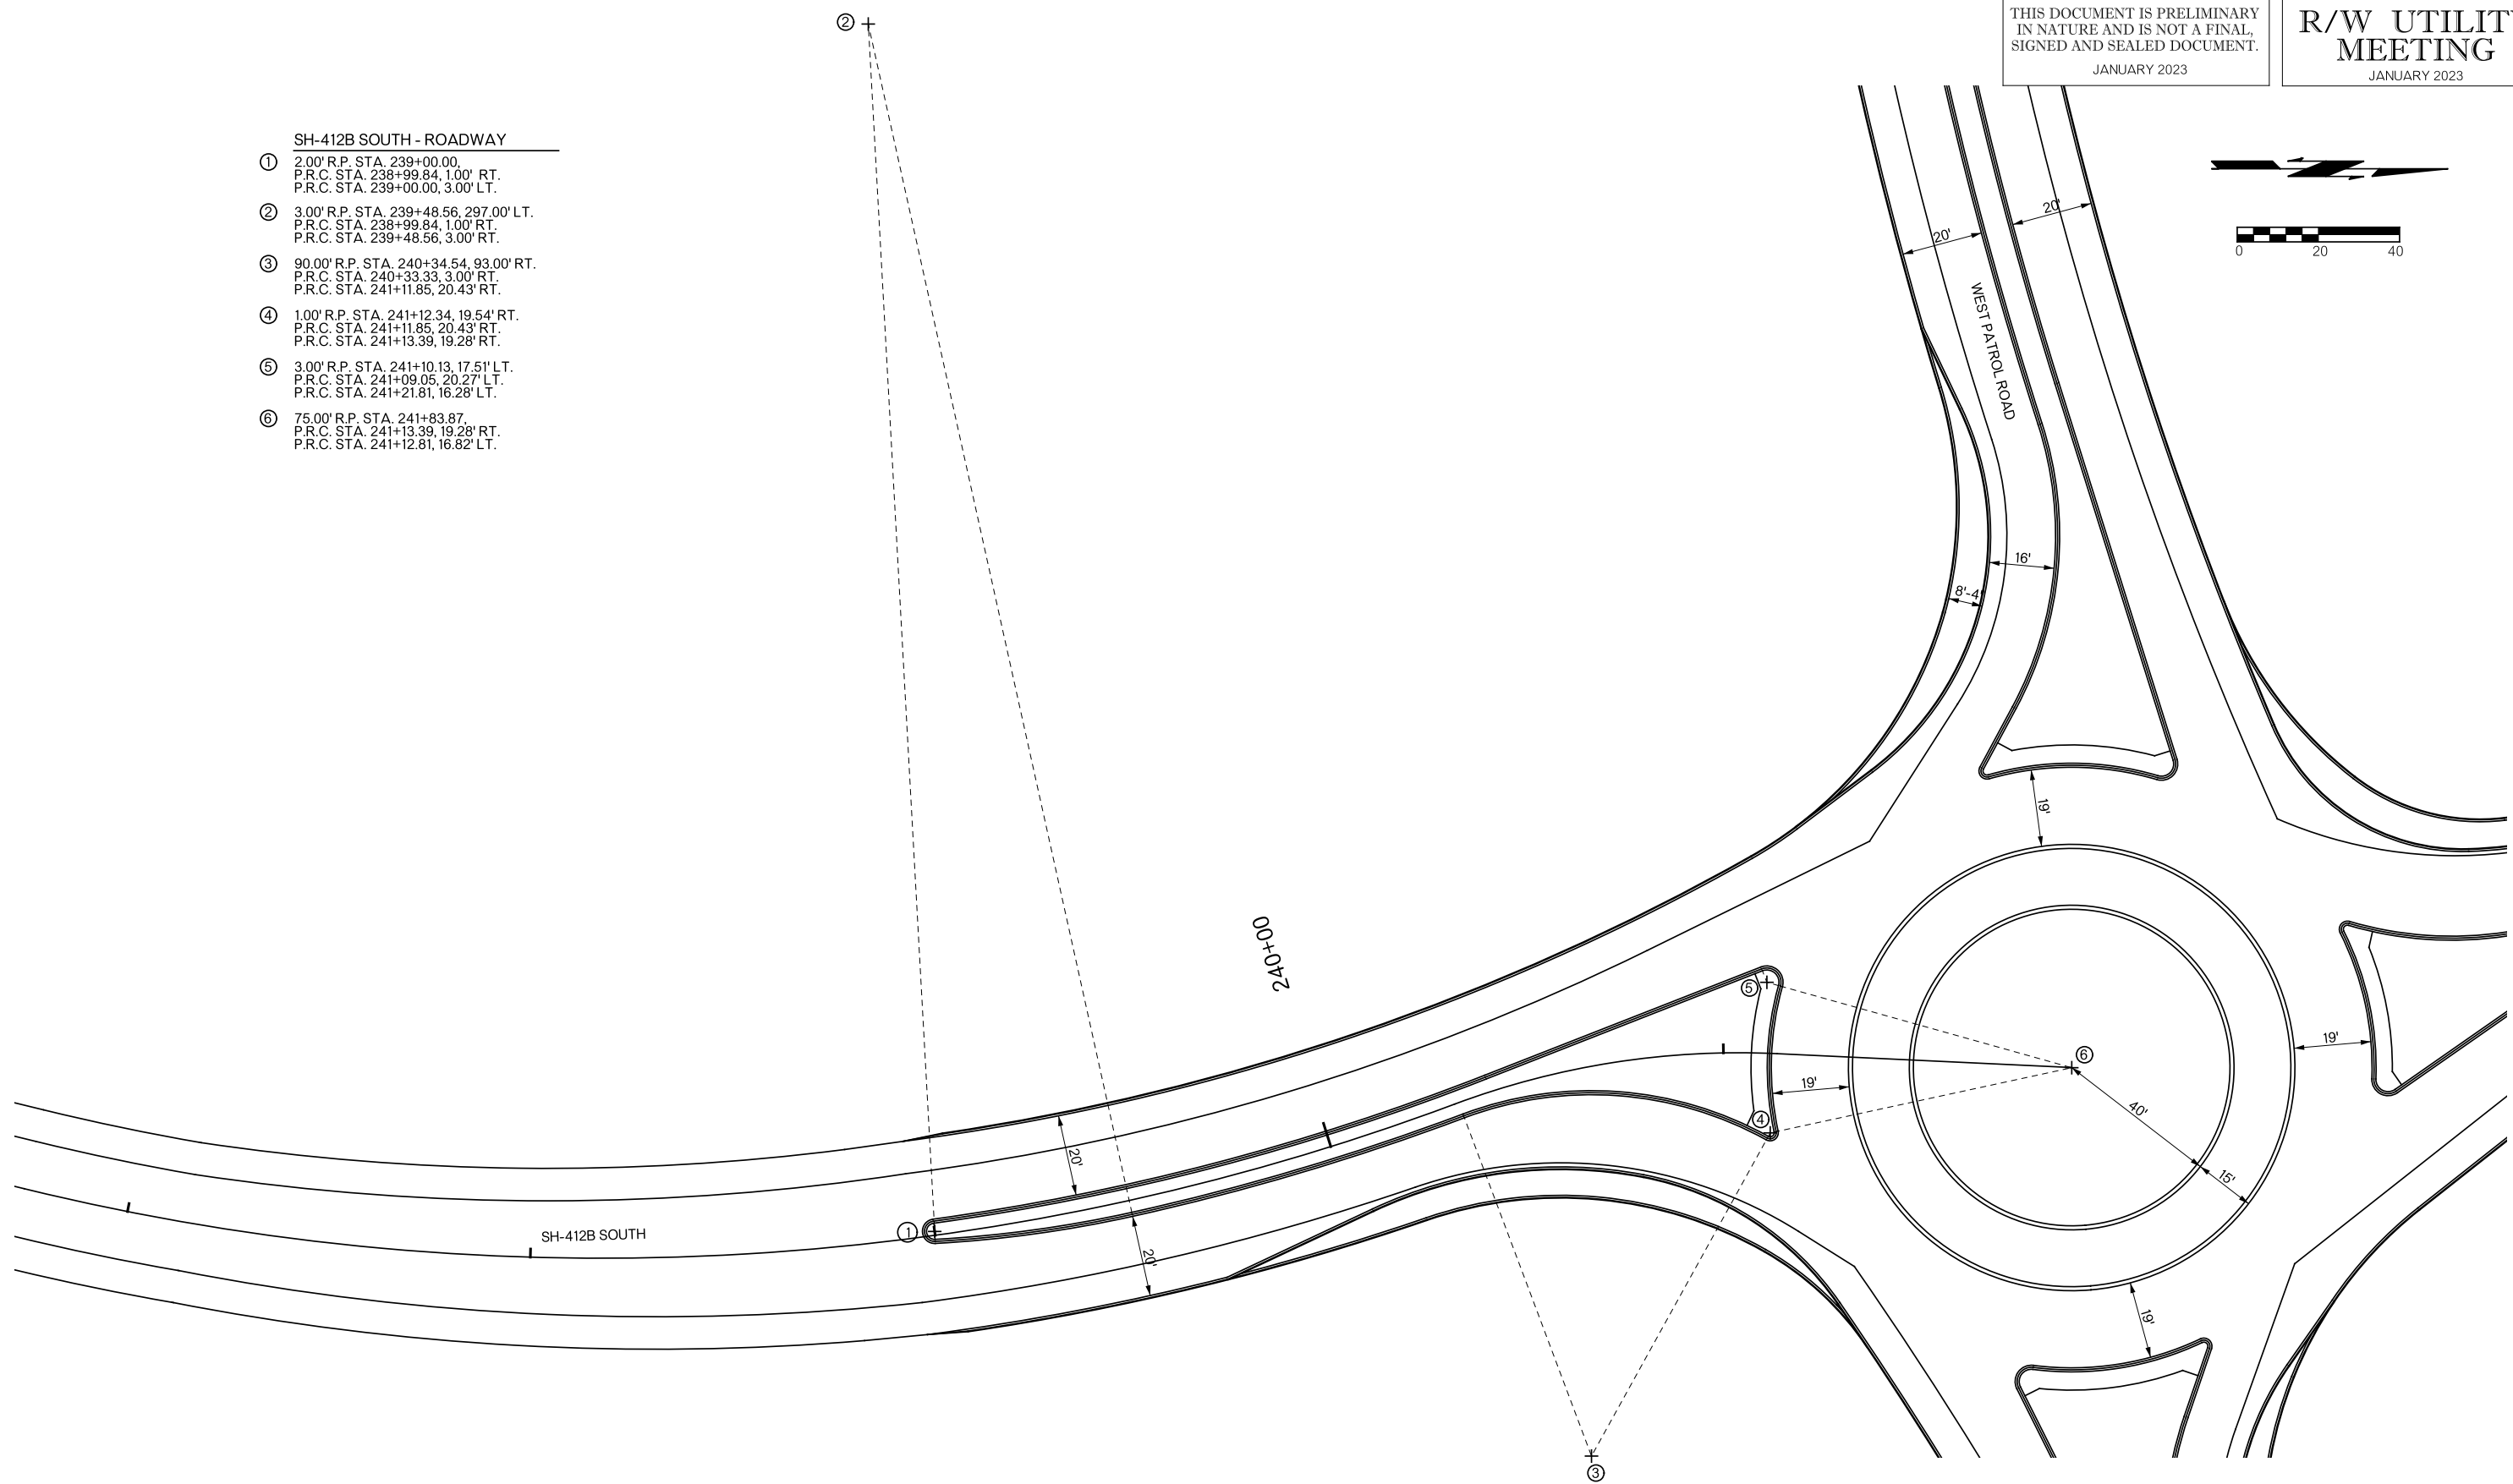 THIS DOCUMENT IS PRELIMINARY
IN NATURE AND IS NOT A FINAL,
SIGNED AND SEALED DOCUMENT.
JANUARY 2023
R/W UTILIT
MEETING
JANUARY 2023
SH-412B SOUTH - ROADWAY
① 2.00' R.P. STA. 239+00.00,
P.R.C. STA. 238+99.84, 1.00' RT.
P.R.C. STA. 239+00.00, 3.00' LT.
② 3.00' R.P. STA. 239+48.56, 297.00' LT.
P.R.C. STA. 238+99.84, 1.00' RT.
P.R.C. STA. 239+48.56, 3.00' RT.
③ 90.00' R.P. STA. 240+34.54, 93.00' RT.
P.R.C. STA. 240+33.33, 3.00' RT.
P.R.C. STA. 241+11.85, 20.43' RT.
④ 1.00' R.P. STA. 241+12.34, 19.54' RT.
P.R.C. STA. 241+11.85, 20.43' RT.
P.R.C. STA. 241+13.39, 19.28' RT.
⑤ 3.00' R.P. STA. 241+10.13, 17.51' LT.
P.R.C. STA. 241+09.05, 20.27' LT.
P.R.C. STA. 241+21.81, 16.28' LT.
⑥ 75.00' R.P. STA. 241+83.87,
P.R.C. STA. 241+13.39, 19.28' RT.
P.R.C. STA. 241+12.81, 16.82' LT.
②
0 20 40
20'
20'
WEST PATROL ROAD
16'
8'-4"
19'
240+00
⑤
⑥
19'
19'
④
40'
15'
20'
①
SH-412B SOUTH
20'
19'
③